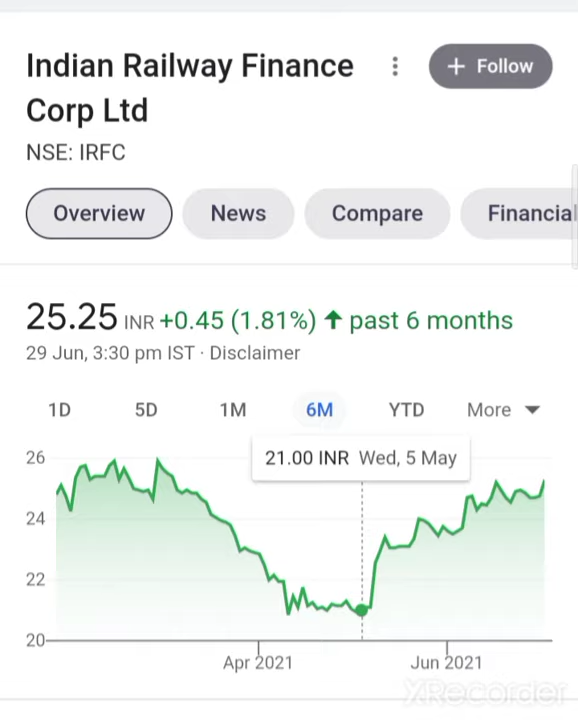 Indian Railway Finance
Corp Ltd
+ Follow
NSE: IRFC
Overview News Compare Financial
25.25 INR +0.45 (1.81%) ↑ past 6 months
29 Jun, 3:30 pm IST · Disclaimer
1D 5D 1M 6M YTD More
21.00 INR Wed, 5 May
26
24
22
20
Apr 2021 Jun 2021
XRecorder